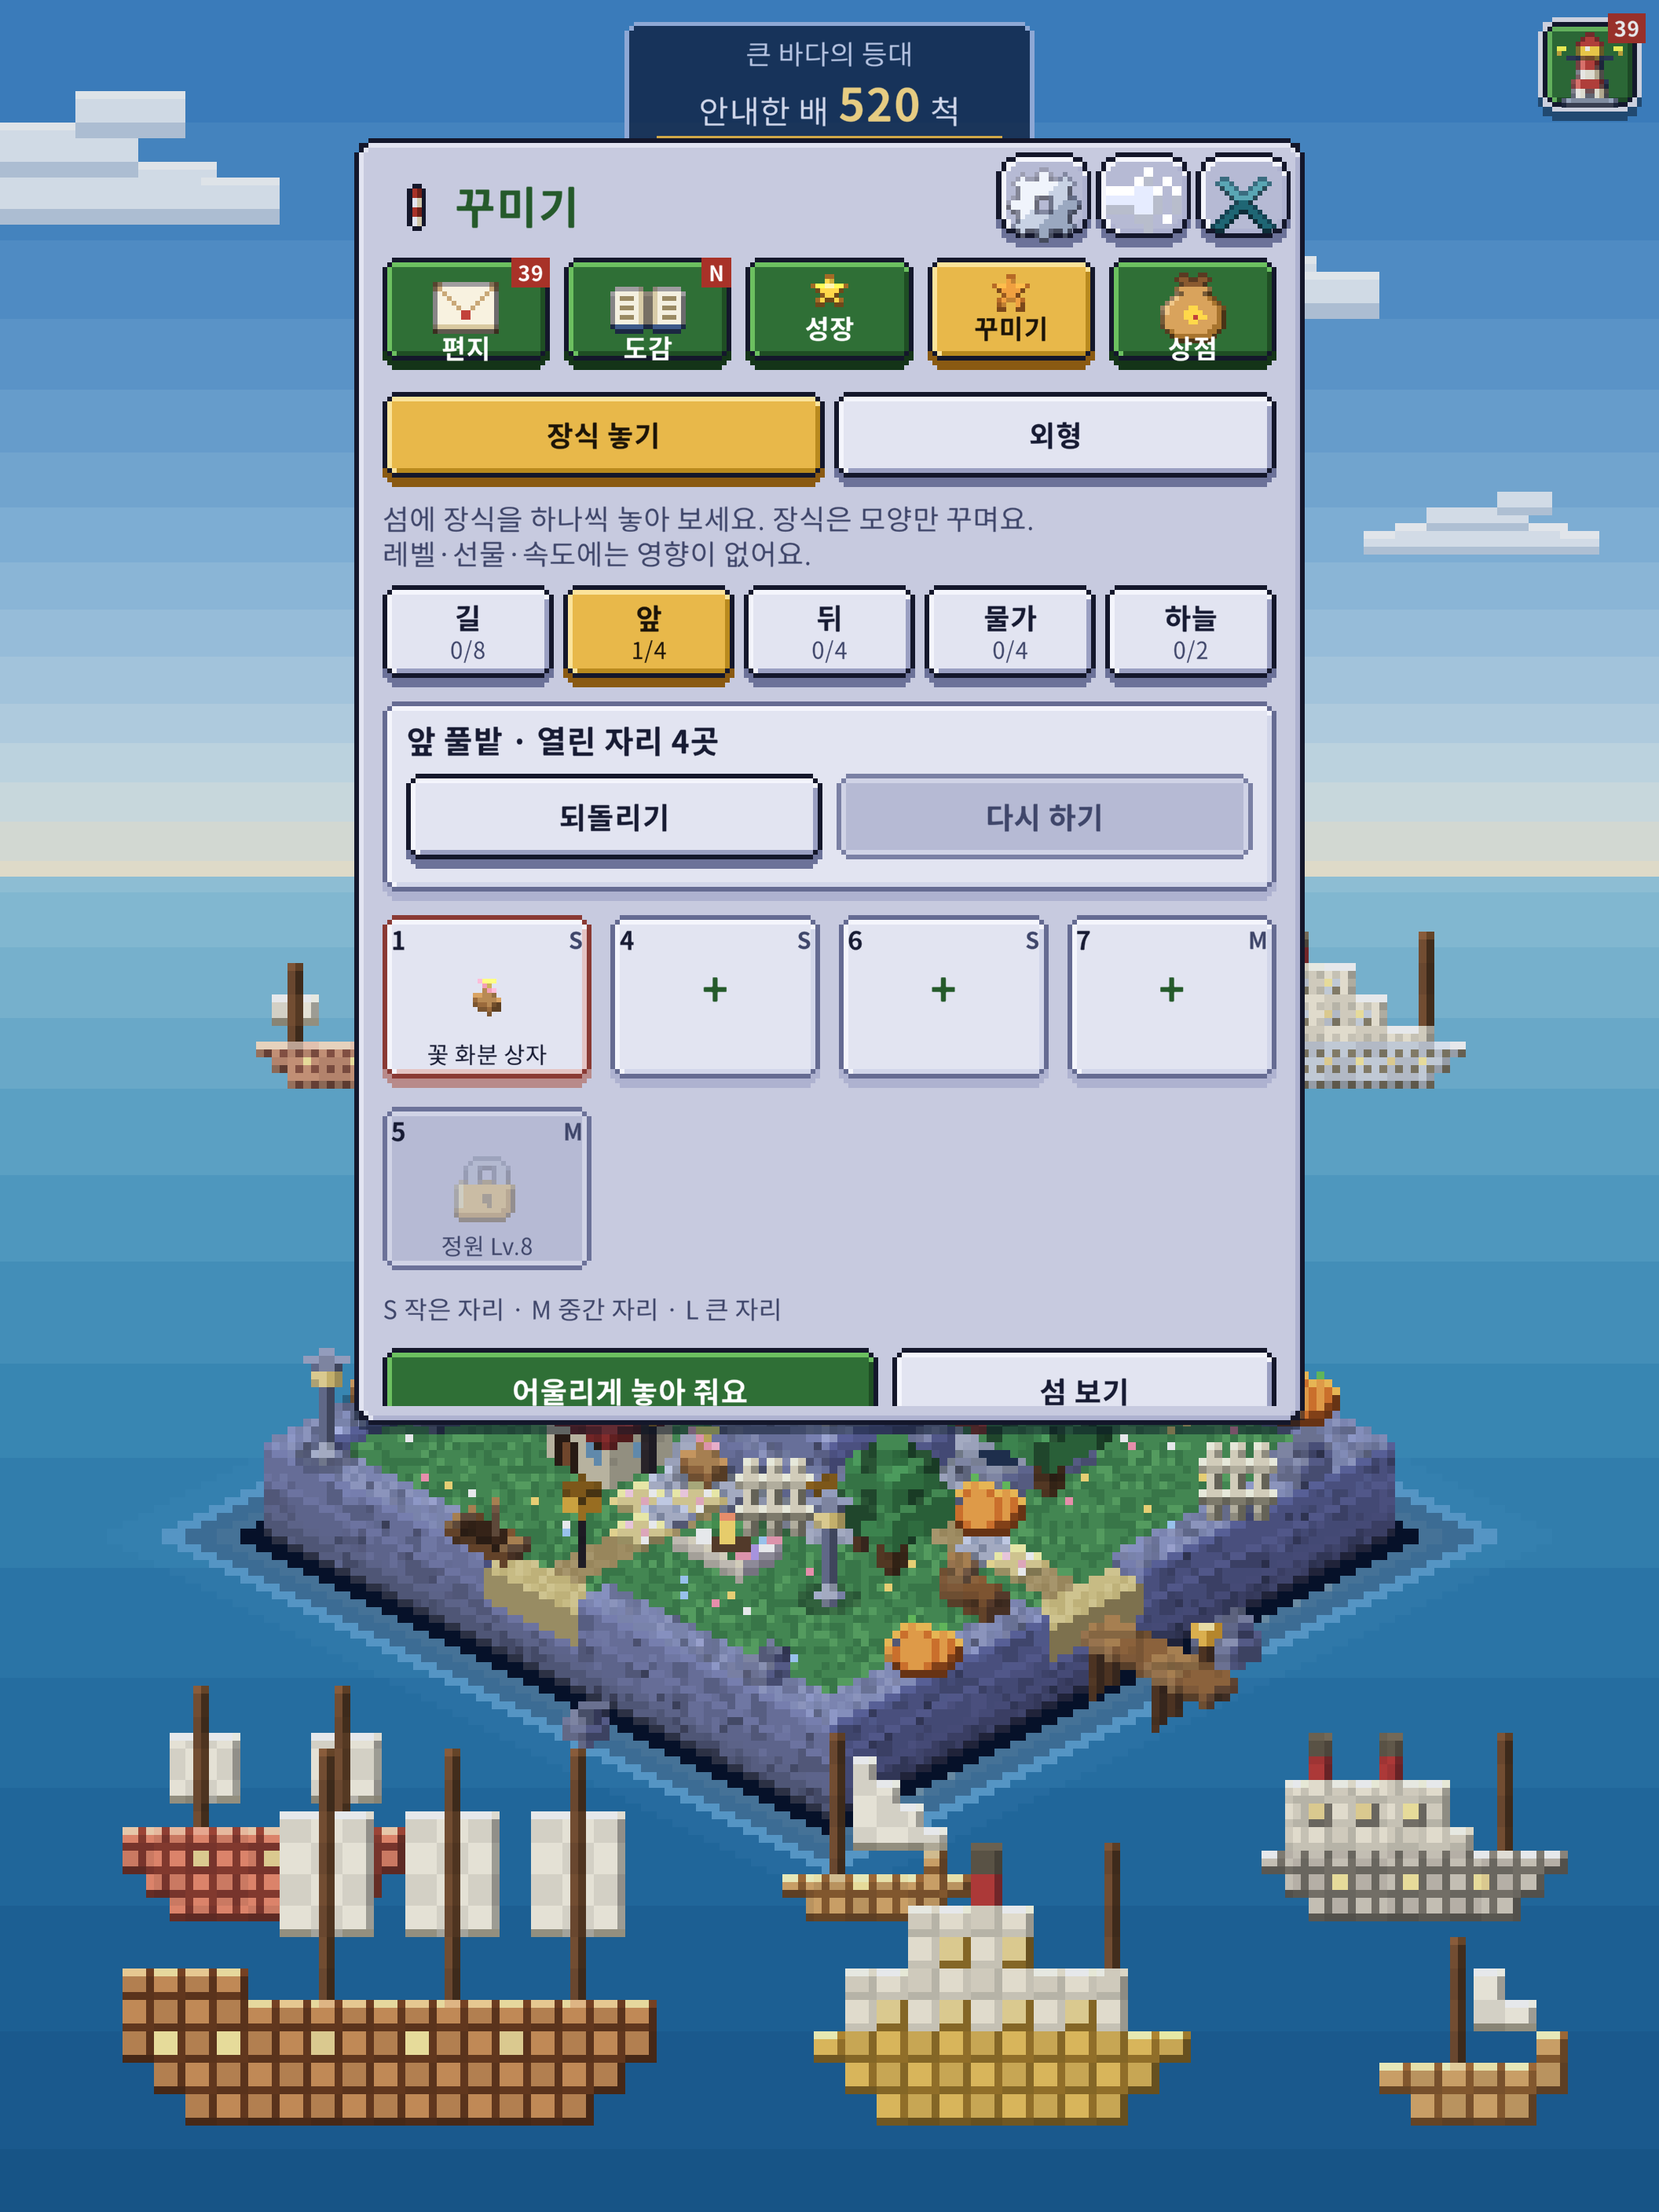 큰 바다의 등대
안내한 배 520 척
39
꾸미기
39
편지
N
도감
성장
꾸미기
상점
장식 놓기
외형
섬에 장식을 하나씩 놓아 보세요. 장식은 모양만 꾸며요.
레벨·선물·속도에는 영향이 없어요.
길
0/8
앞
1/4
뒤
0/4
물가
0/4
하늘
0/2
앞 풀밭 · 열린 자리 4곳
되돌리기
다시 하기
1 S
꽃 화분 상자
4 S
+
6 S
+
7 M
+
5 M
정원 Lv.8
S 작은 자리 · M 중간 자리 · L 큰 자리
어울리게 놓아 줘요
섬 보기